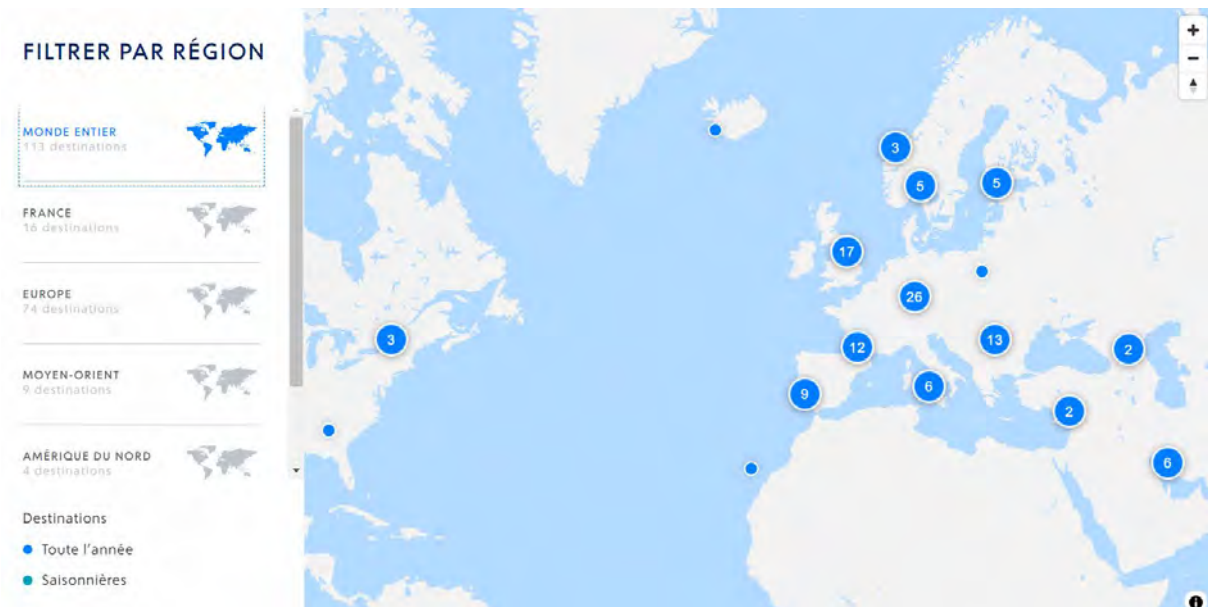 FILTRER PAR RÉGION
MONDE ENTIER
113 destinations
FRANCE
16 destinations
EUROPE
74 destinations
MOYEN-ORIENT
9 destinations
AMÉRIQUE DU NORD
4 destinations
Destinations
Toute l'année
Saisonnières
3
5
5
17
26
3
12
13
2
9
6
2
6